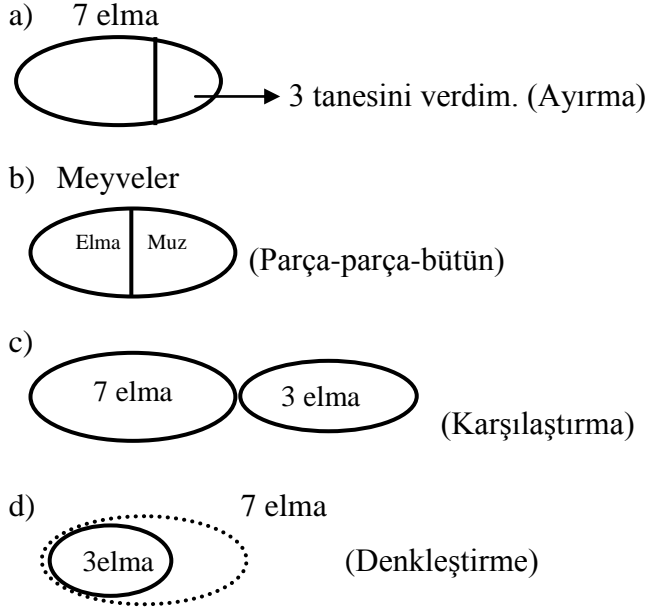 a) 7 elma
3 tanesini verdim. (Ayırma)
b) Meyveler
Elma Muz
(Parça-parça-bütün)
c)
7 elma 3 elma
(Karşılaştırma)
d) 7 elma
3elma (Denkleştirme)